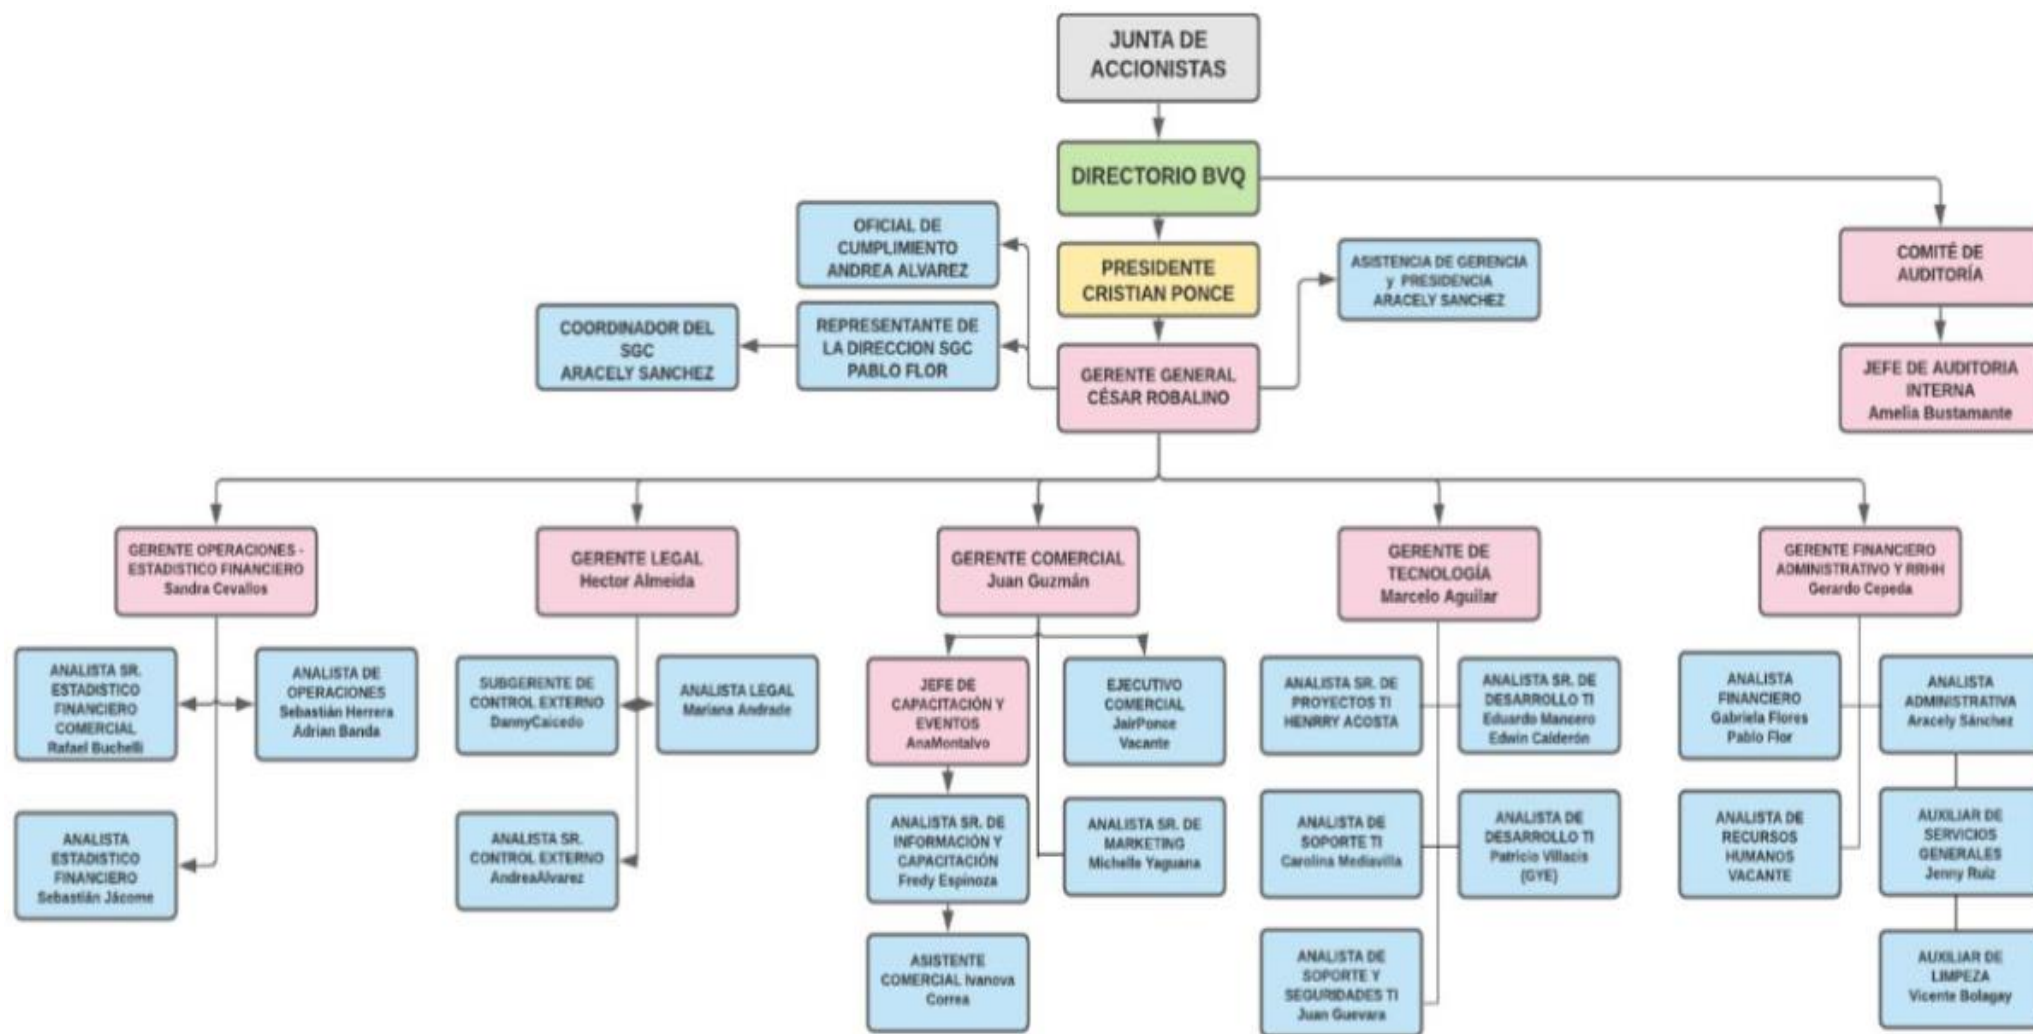 JUNTA DE
ACCIONISTAS
DIRECTORIO BVQ
OFICIAL DE
CUMPLIMIENTO
ANDREA ALVAREZ
PRESIDENTE
CRISTIAN PONCE
ASISTENCIA DE GERENCIA
y PRESIDENCIA
ARACELY SANCHEZ
COMITÉ DE
AUDITORÍA
COORDINADOR DEL
SGC
ARACELY SANCHEZ
REPRESENTANTE DE
LA DIRECCION SGC
PABLO FLOR
GERENTE GENERAL
CÉSAR ROBALINO
JEFE DE AUDITORIA
INTERNA
Amelia Bustamante
GERENTE OPERACIONES -
ESTADISTICO FINANCIERO
Sandra Cevallos
GERENTE LEGAL
Hector Almeida
GERENTE COMERCIAL
Juan Guzmán
GERENTE DE
TECNOLOGÍA
Marcelo Aguilar
GERENTE FINANCIERO
ADMINISTRATIVO Y RRHH
Gerardo Cepeda
ANALISTA SR.
ESTADISTICO
FINANCIERO
COMERCIAL
Rafael Buchelli
ANALISTA DE
OPERACIONES
Sebastián Herrera
Adrian Banda
SUBGERENTE DE
CONTROL EXTERNO
DannyCaicedo
ANALISTA LEGAL
Mariana Andrade
JEFE DE
CAPACITACIÓN Y
EVENTOS
AnaMontalvo
EJECUTIVO
COMERCIAL
JairPonce
Vacante
ANALISTA SR. DE
PROYECTOS TI
HENRRY ACOSTA
ANALISTA SR. DE
DESARROLLO TI
Eduardo Mancero
Edwin Calderón
ANALISTA
FINANCIERO
Gabriela Flores
Pablo Flor
ANALISTA
ADMINISTRATIVA
Aracely Sánchez
ANALISTA
ESTADISTICO
FINANCIERO
Sebastián Jácome
ANALISTA SR.
CONTROL EXTERNO
AndreaAlvarez
ANALISTA SR. DE
INFORMACIÓN Y
CAPACITACIÓN
Fredy Espinoza
ANALISTA SR. DE
MARKETING
Michelle Yaguana
ANALISTA DE
SOPORTE TI
Carolina Mediavilla
ANALISTA DE
DESARROLLO TI
Patricio Villacis
(GYE)
ANALISTA DE
RECURSOS
HUMANOS
VACANTE
AUXILIAR DE
SERVICIOS
GENERALES
Jenny Ruiz
ASISTENTE
COMERCIAL Ivanova
Correa
ANALISTA DE
SOPORTE Y
SEGURIDADES TI
Juan Guevara
AUXILIAR DE
LIMPEZA
Vicente Bolagay